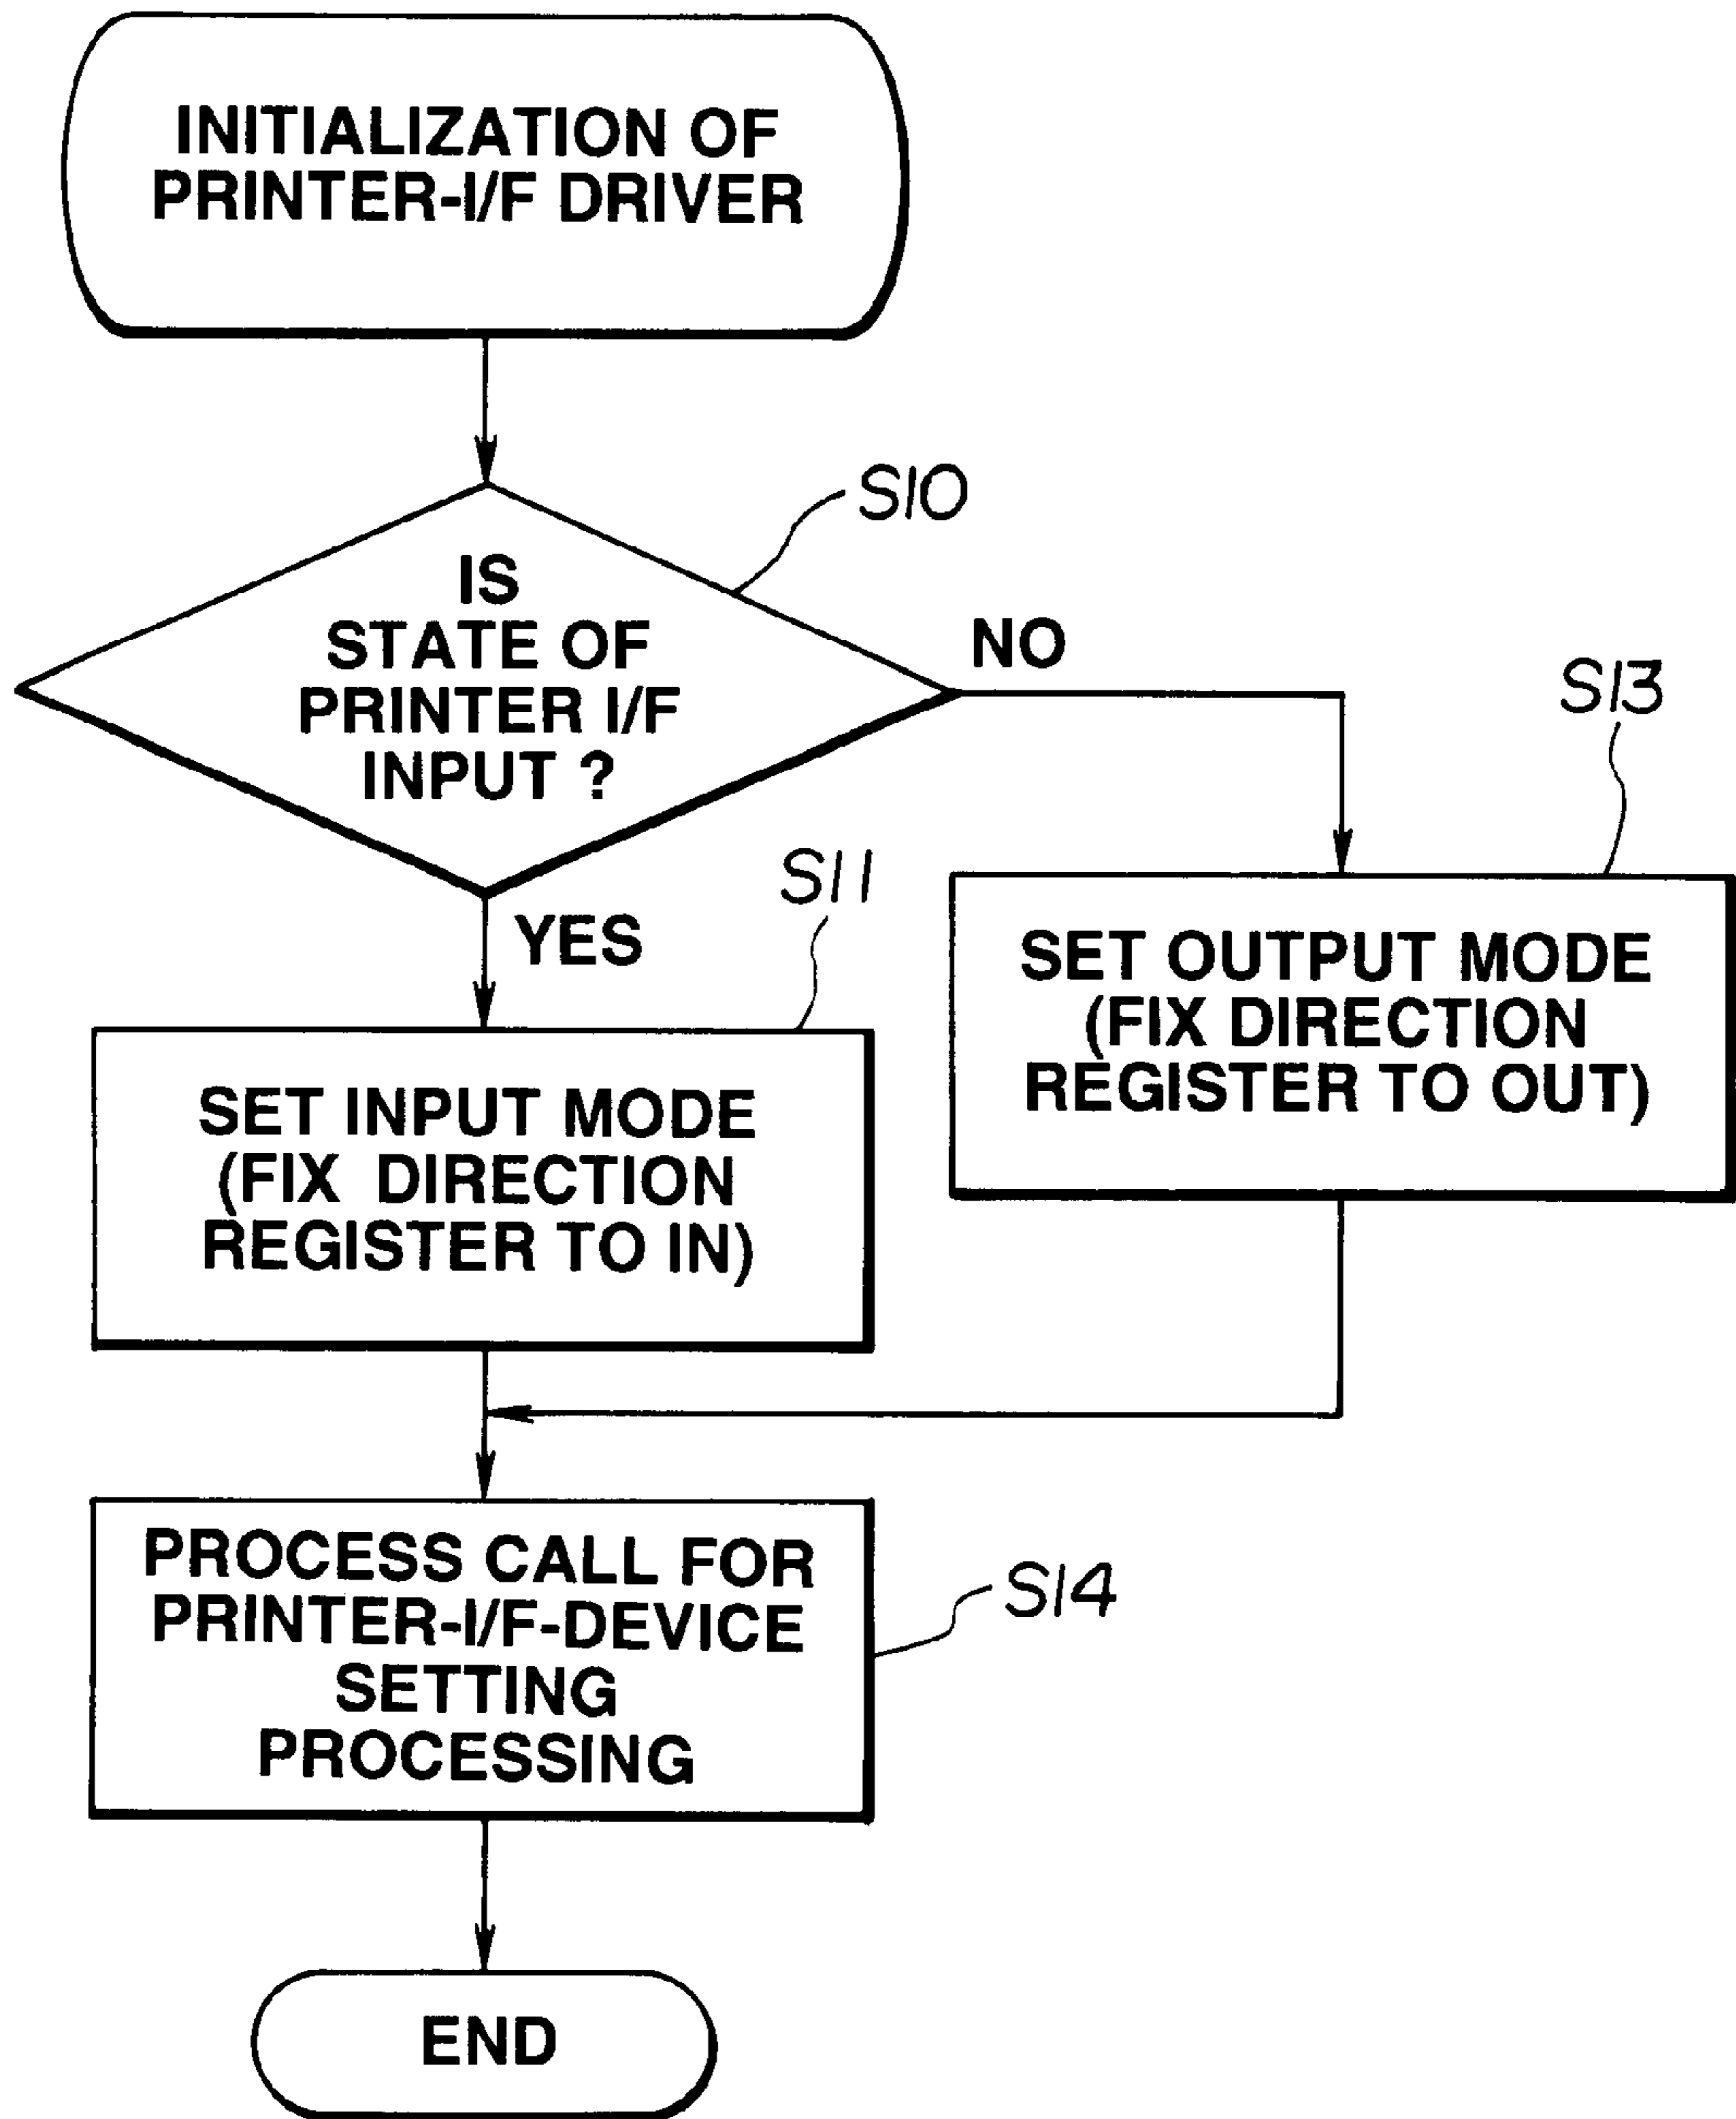 INITIALIZATION OF
PRINTER-I/F DRIVER
S10
IS
STATE OF
PRINTER I/F
INPUT ?
NO
S13
YES
S11
SET OUTPUT MODE
(FIX DIRECTION
REGISTER TO OUT)
SET INPUT MODE
(FIX DIRECTION
REGISTER TO IN)
PROCESS CALL FOR
PRINTER-I/F-DEVICE
SETTING
PROCESSING
S14
END